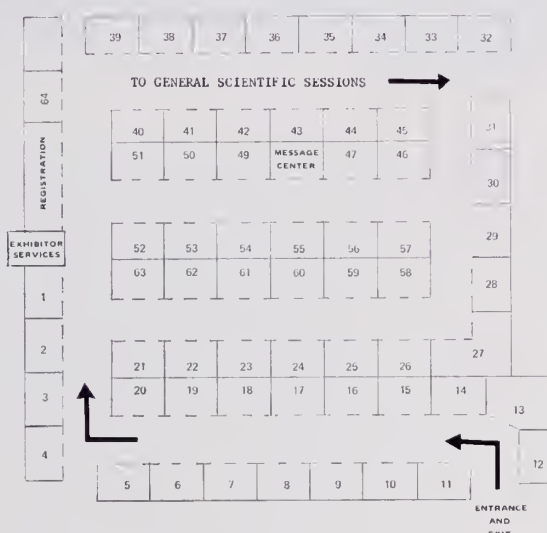 39 38 37 36 35 34 33 32
TO GENERAL SCIENTIFIC SESSIONS
64
REGISTRATION
40 41 42 43 44 45
51 50 49 MESSAGE CENTER 47 46
31
30
EXHIBITOR
SERVICES
52 53 54 55 56 57
63 62 61 60 59 58
29
28
1
2
3
4
21 22 23 24 25 26
20 19 18 17 16 15 14
27
13
12
5 6 7 8 9 10 11
ENTRANCE
AND
EXIT